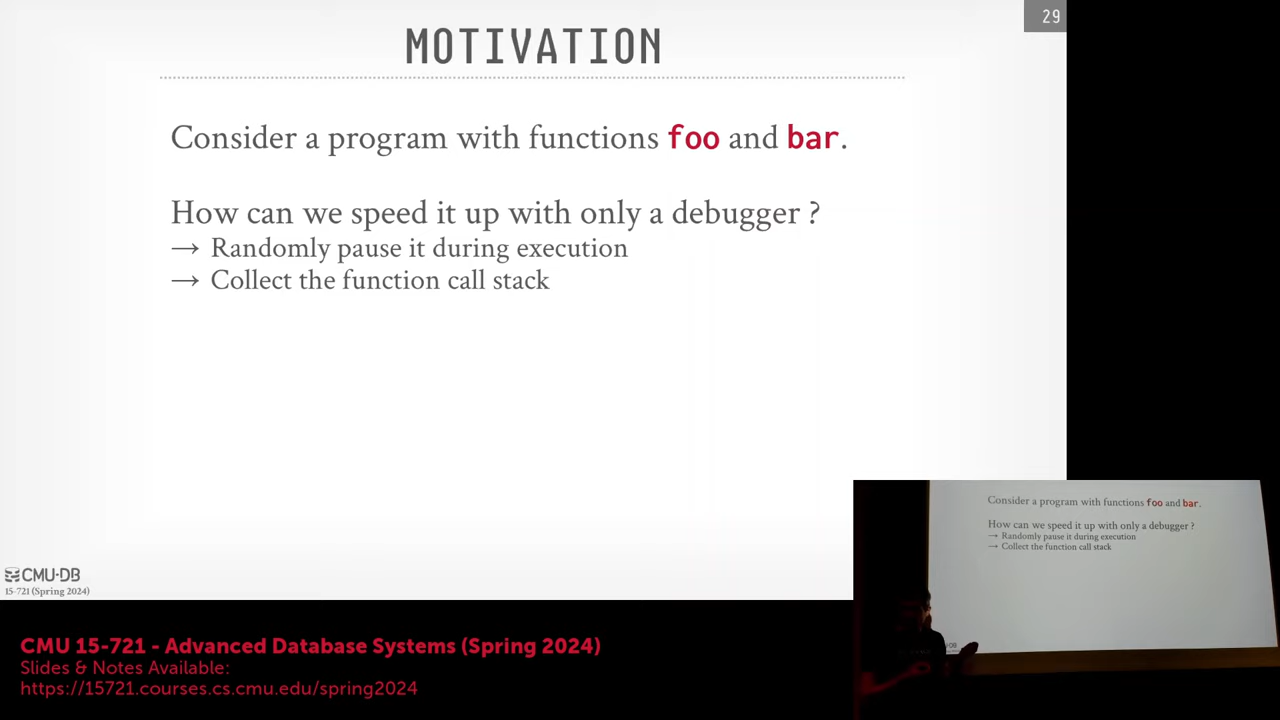 29
MOTIVATION
Consider a program with functions foo and bar.
How can we speed it up with only a debugger ?
→ Randomly pause it during execution
→ Collect the function call stack
CMU·DB
15-721 (Spring 2024)
Consider a program with functions foo and bar.
How can we speed it up with only a debugger ?
→ Randomly pause it during execution
→ Collect the function call stack
CMU 15-721 - Advanced Database Systems (Spring 2024)
Slides & Notes Available:
https://15721.courses.cs.cmu.edu/spring2024